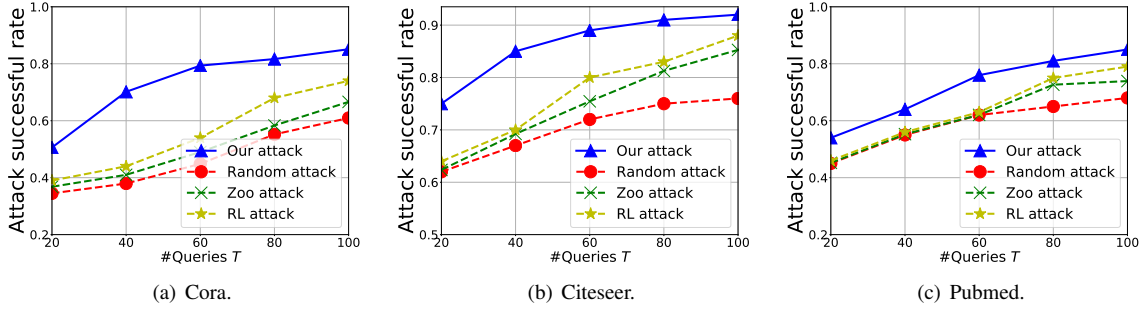 Attack successful rate
1.0
0.8
0.6
0.4
0.2
20 40 60 80 100
#Queries T
Our attack
Random attack
Zoo attack
RL attack
(a) Cora.
Attack successful rate
0.9
0.8
0.7
0.6
0.5
20 40 60 80 100
#Queries T
Our attack
Random attack
Zoo attack
RL attack
(b) Citeseer.
Attack successful rate
1.0
0.8
0.6
0.4
0.2
20 40 60 80 100
#Queries T
Our attack
Random attack
Zoo attack
RL attack
(c) Pubmed.